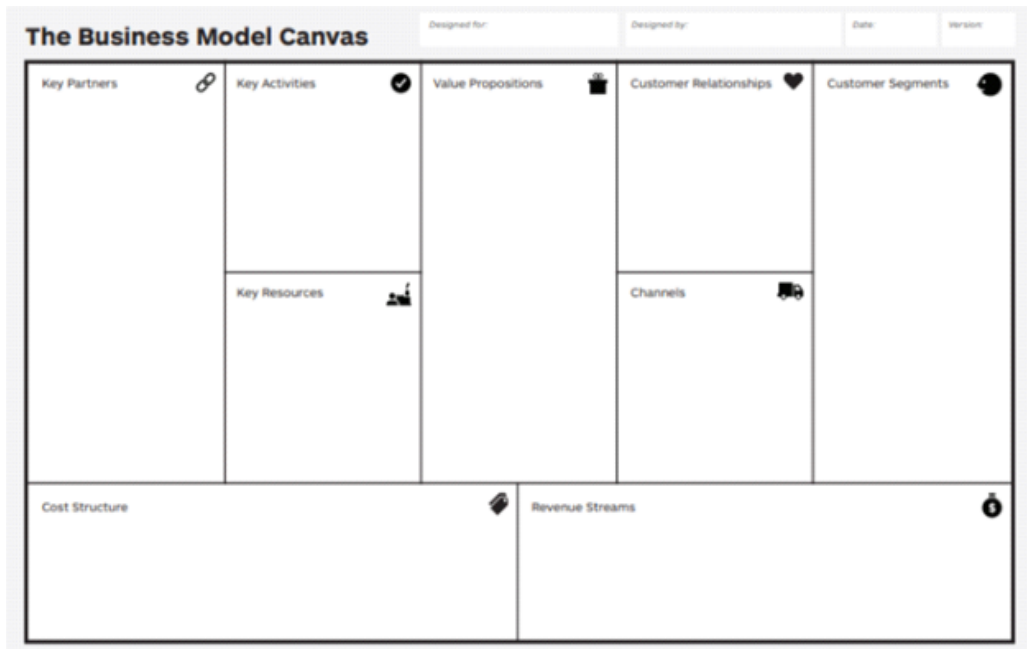 The Business Model Canvas
Designed for:
Designed by:
Date:
Version:
Key Partners
Key Activities
Value Propositions
Customer Relationships
Customer Segments
Key Resources
Channels
Cost Structure
Revenue Streams
$